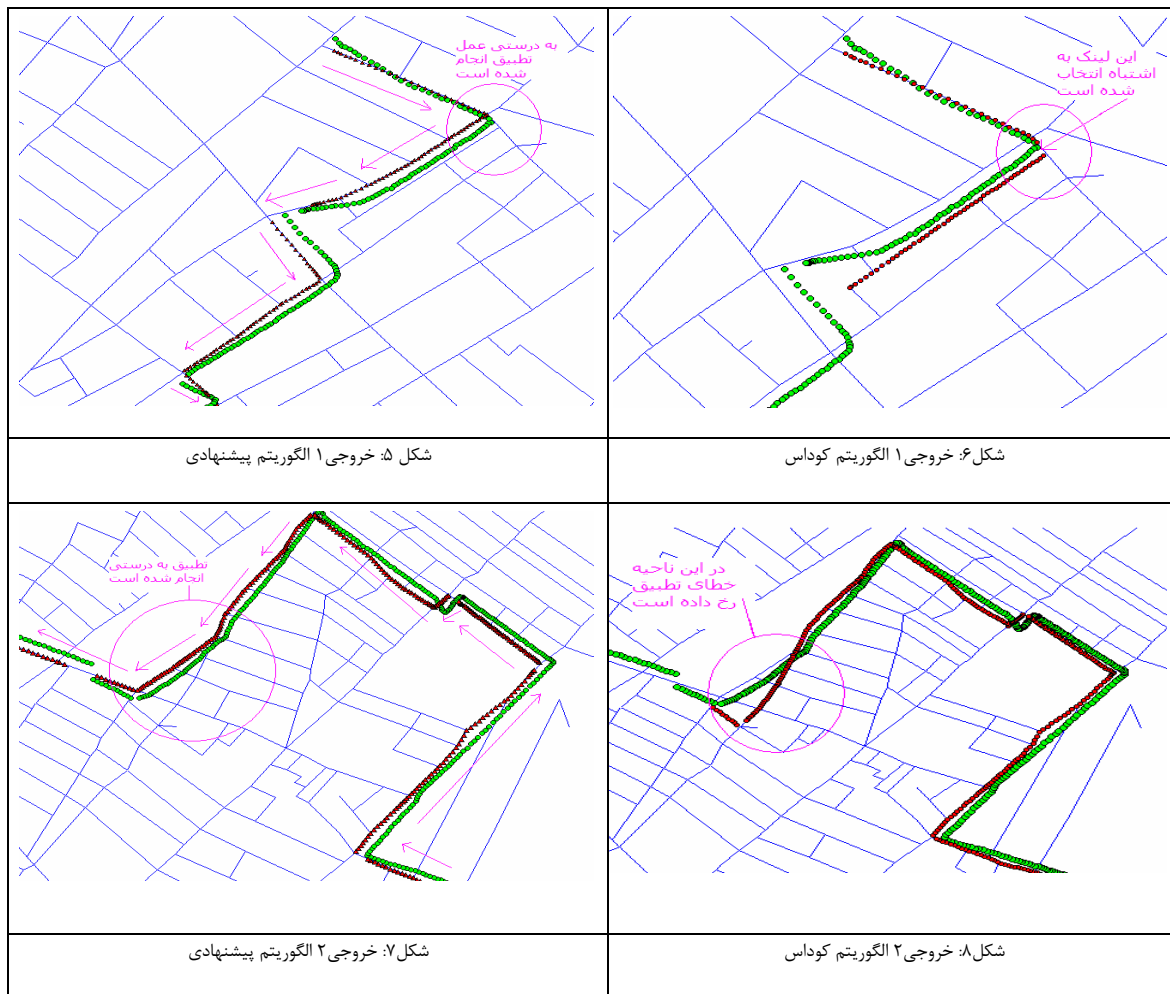 به درستی عمل
تطبیق انجام
شده است
این لینک به
اشتباه انتخاب
شده است
شکل ۵: خروجی۱ الگوریتم پیشنهادی
شکل۶: خروجی۱ الگوریتم کوداس
تطبیق به درستی
انجام شده است
در این ناحیه
خطای تطبیق
رخ داده است
شکل۷: خروجی۲ الگوریتم پیشنهادی
شکل۸: خروجی۲ الگوریتم کوداس